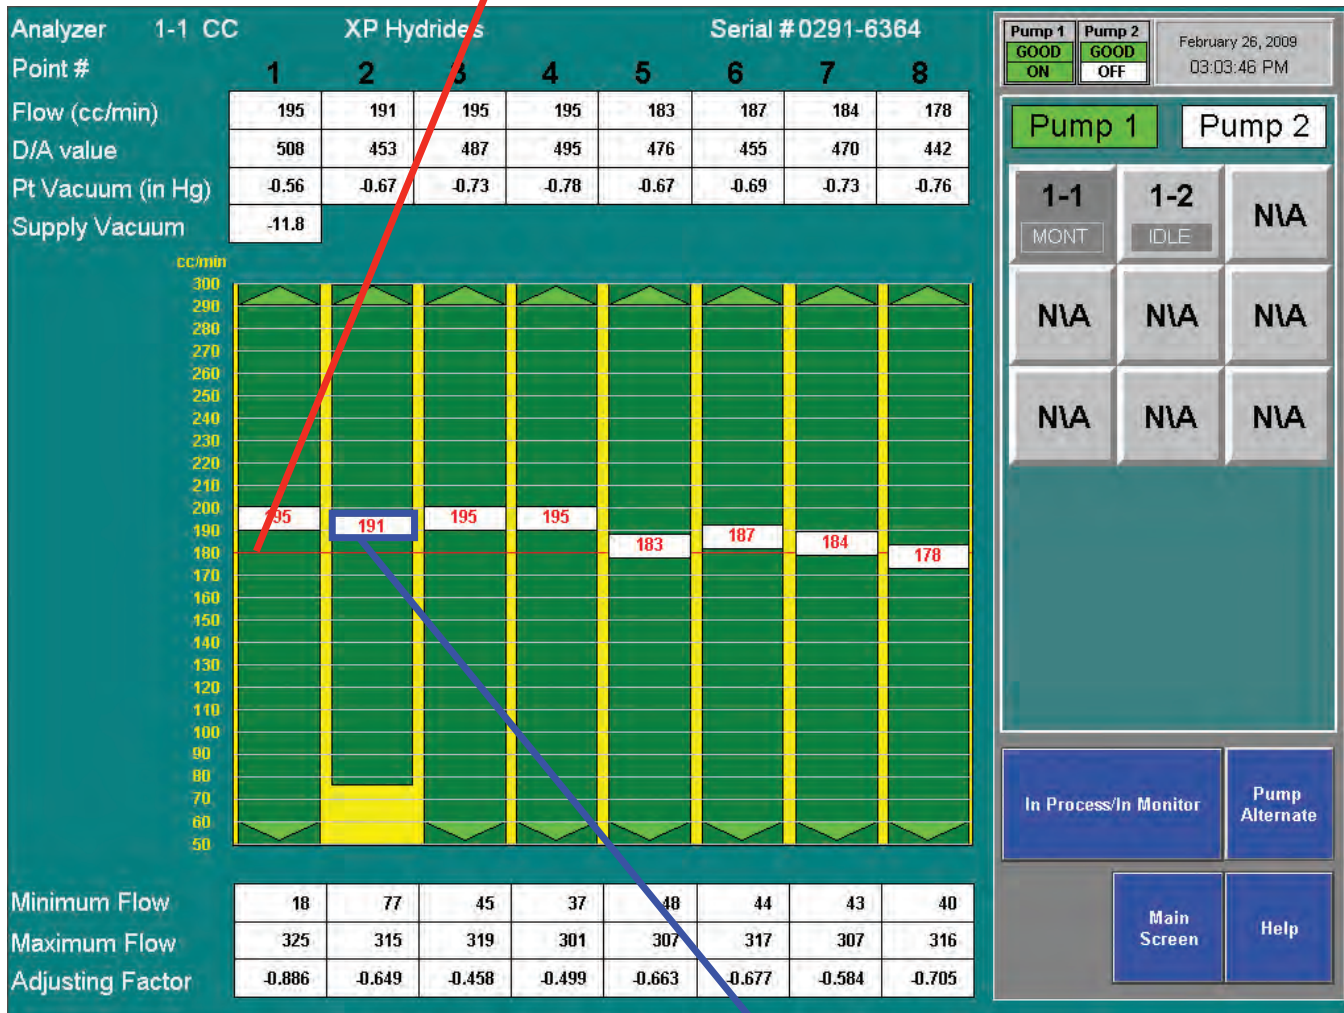 Analyzer 1-1 CC XP Hydrides Serial # 0291-6364
Point # 1 2 3 4 5 6 7 8
Flow (cc/min) 195 191 195 195 183 187 184 178
D/A value 508 453 487 495 476 455 470 442
Pt Vacuum (in Hg) -0.56 -0.67 -0.73 -0.78 -0.67 -0.69 -0.73 -0.76
Supply Vacuum -11.8
cc/min
300
290
280
270
260
250
240
230
220
210
200
190
180
170
160
150
140
130
120
110
100
90
80
70
60
50
195 191 195 195 183 187 184 178
Minimum Flow 18 77 45 37 48 44 43 40
Maximum Flow 325 315 319 301 307 317 307 316
Adjusting Factor -0.886 -0.649 -0.458 -0.499 -0.663 -0.677 -0.584 -0.705
Pump 1 Pump 2
GOOD GOOD
ON OFF
February 26, 2009
03:03:46 PM
Pump 1 Pump 2
1-1 1-2 N\A
MONT IDLE
N\A N\A N\A
N\A N\A N\A
In Process/In Monitor
Pump
Alternate
Main
Screen
Help